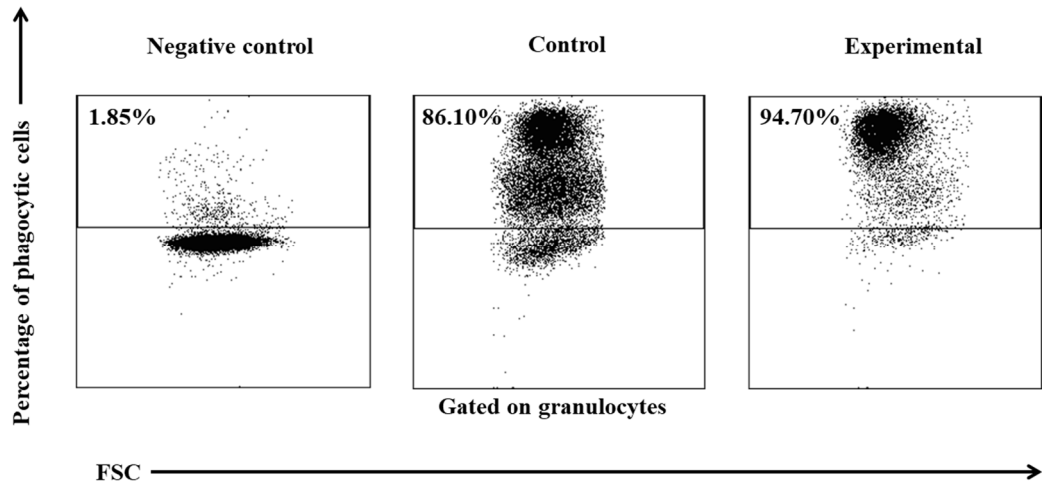 Percentage of phagocytic cells
Negative control
Control
Experimental
1.85%
86.10%
94.70%
Gated on granulocytes
FSC